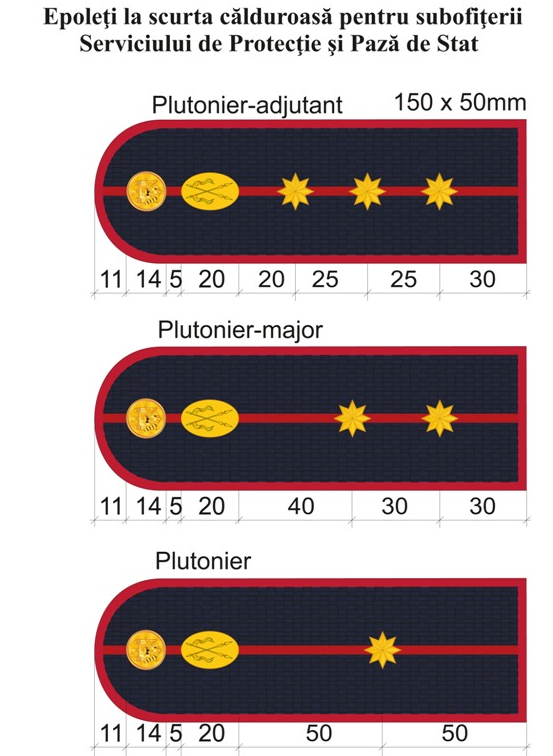 Epoleţi la scurta călduroasă pentru subofiţerii
Serviciului de Protecţie şi Pază de Stat
Plutonier-adjutant 150 x 50mm
11 14 5 20 20 25 25 30
Plutonier-major
11 14 5 20 40 30 30
Plutonier
11 14 5 20 50 50